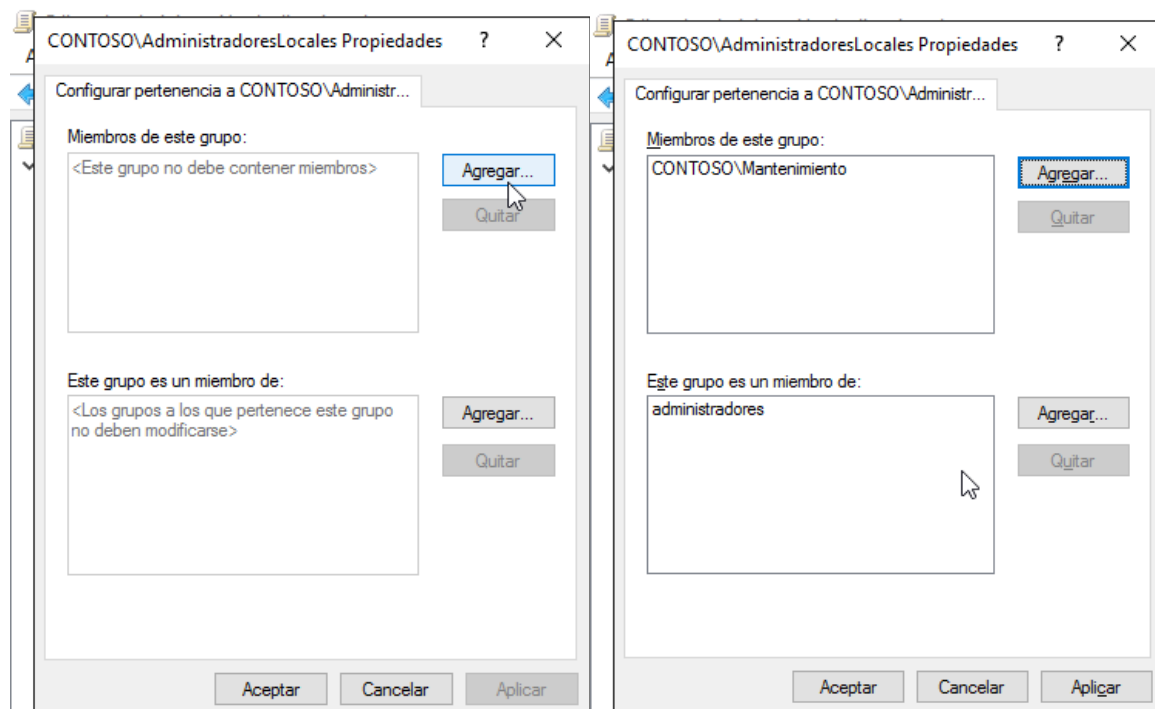 CONTOSO\AdministradoresLocales Propiedades
?
Configurar pertenencia a CONTOSO\Administr...
Miembros de este grupo:
<Este grupo no debe contener miembros>
Agregar...
Quitar
Este grupo es un miembro de:
<Los grupos a los que pertenece este grupo
no deben modificarse>
Agregar...
Quitar
Aceptar
Cancelar
Aplicar
CONTOSO\AdministradoresLocales Propiedades
?
Configurar pertenencia a CONTOSO\Administr...
Miembros de este grupo:
CONTOSO\Mantenimiento
Agregar...
Quitar
Este grupo es un miembro de:
administradores
Agregar...
Quitar
Aceptar
Cancelar
Aplicar